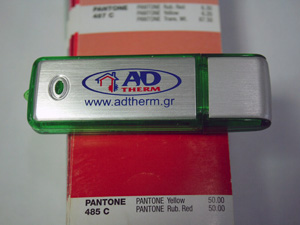 PANTONE
487 C
PANTONE Rub. Red
PANTONE Yellow
PANTONE Trans. Wt.
AD
THERM
www.adtherm.gr
PANTONE
485 C
PANTONE Yellow 50.00
PANTONE Rub. Red 50.00